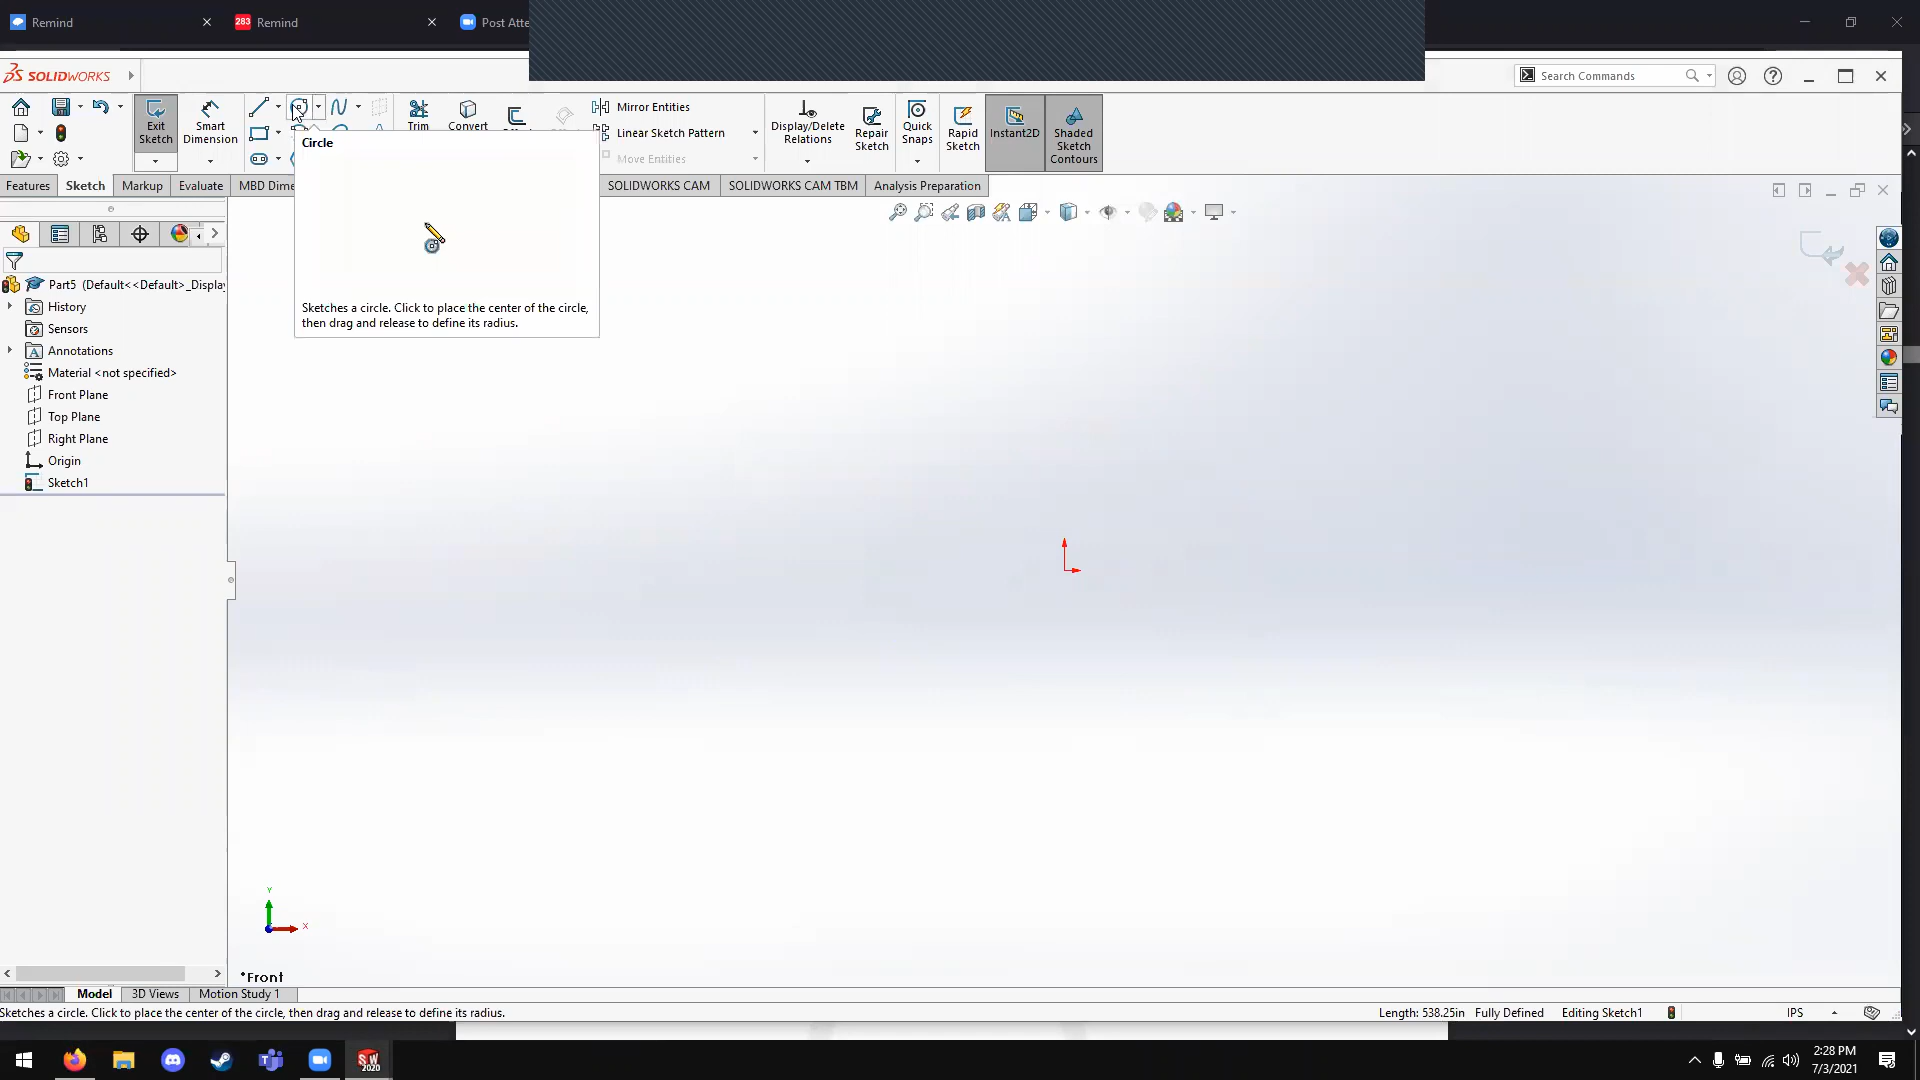 Remind
283
Remind
Post Atte
SOLIDWORKS
Search Commands
Exit
Sketch
Smart
Dimension
Trim
Convert
Mirror Entities
Linear Sketch Pattern
Move Entities
Display/Delete
Relations
Repair
Sketch
Quick
Snaps
Rapid
Sketch
Instant2D
Shaded
Sketch
Contours
Features
Sketch
Markup
Evaluate
MBD Dime
SOLIDWORKS CAM
SOLIDWORKS CAM TBM
Analysis Preparation
Circle
Sketches a circle. Click to place the center of the circle,
then drag and release to define its radius.
Part5 (Default<<Default>_Display
History
Sensors
Annotations
Material <not specified>
Front Plane
Top Plane
Right Plane
Origin
Sketch1
Y
X
*Front
Model
3D Views
Motion Study 1
Sketches a circle. Click to place the center of the circle, then drag and release to define its radius.
Length: 538.25in
Fully Defined
Editing Sketch1
IPS
SW
2020
2:28 PM
7/3/2021